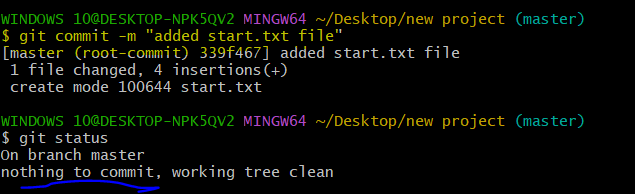 WINDOWS 10@DESKTOP-NPK5QV2 MINGW64 ~/Desktop/new project (master)
$ git commit -m "added start.txt file"
[master (root-commit) 339f467] added start.txt file
 1 file changed, 4 insertions(+)
 create mode 100644 start.txt
WINDOWS 10@DESKTOP-NPK5QV2 MINGW64 ~/Desktop/new project (master)
$ git status
On branch master
nothing to commit, working tree clean